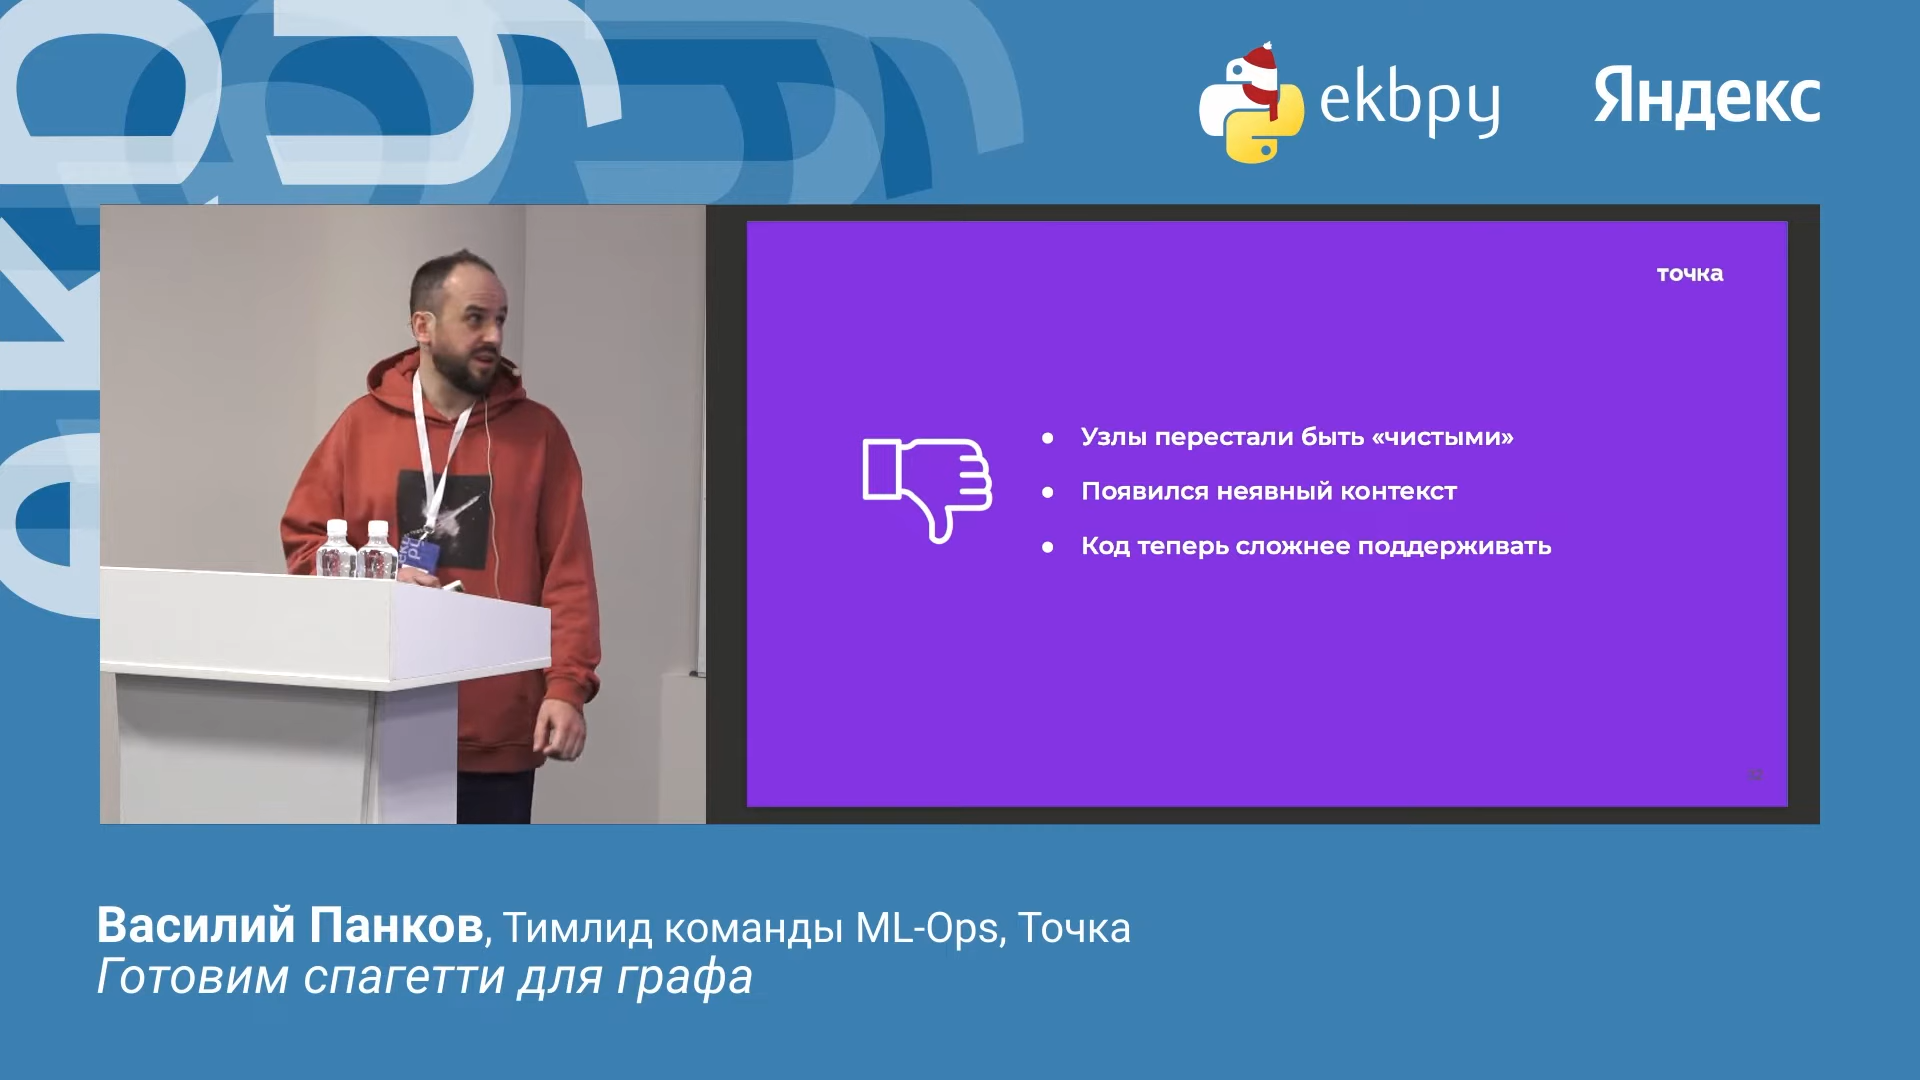 ekbpy
Яндекс
точка
● Узлы перестали быть «чистыми»
● Появился неявный контекст
● Код теперь сложнее поддерживать
Василий Панков, Тимлид команды ML-Ops, Точка
Готовим спагетти для графа